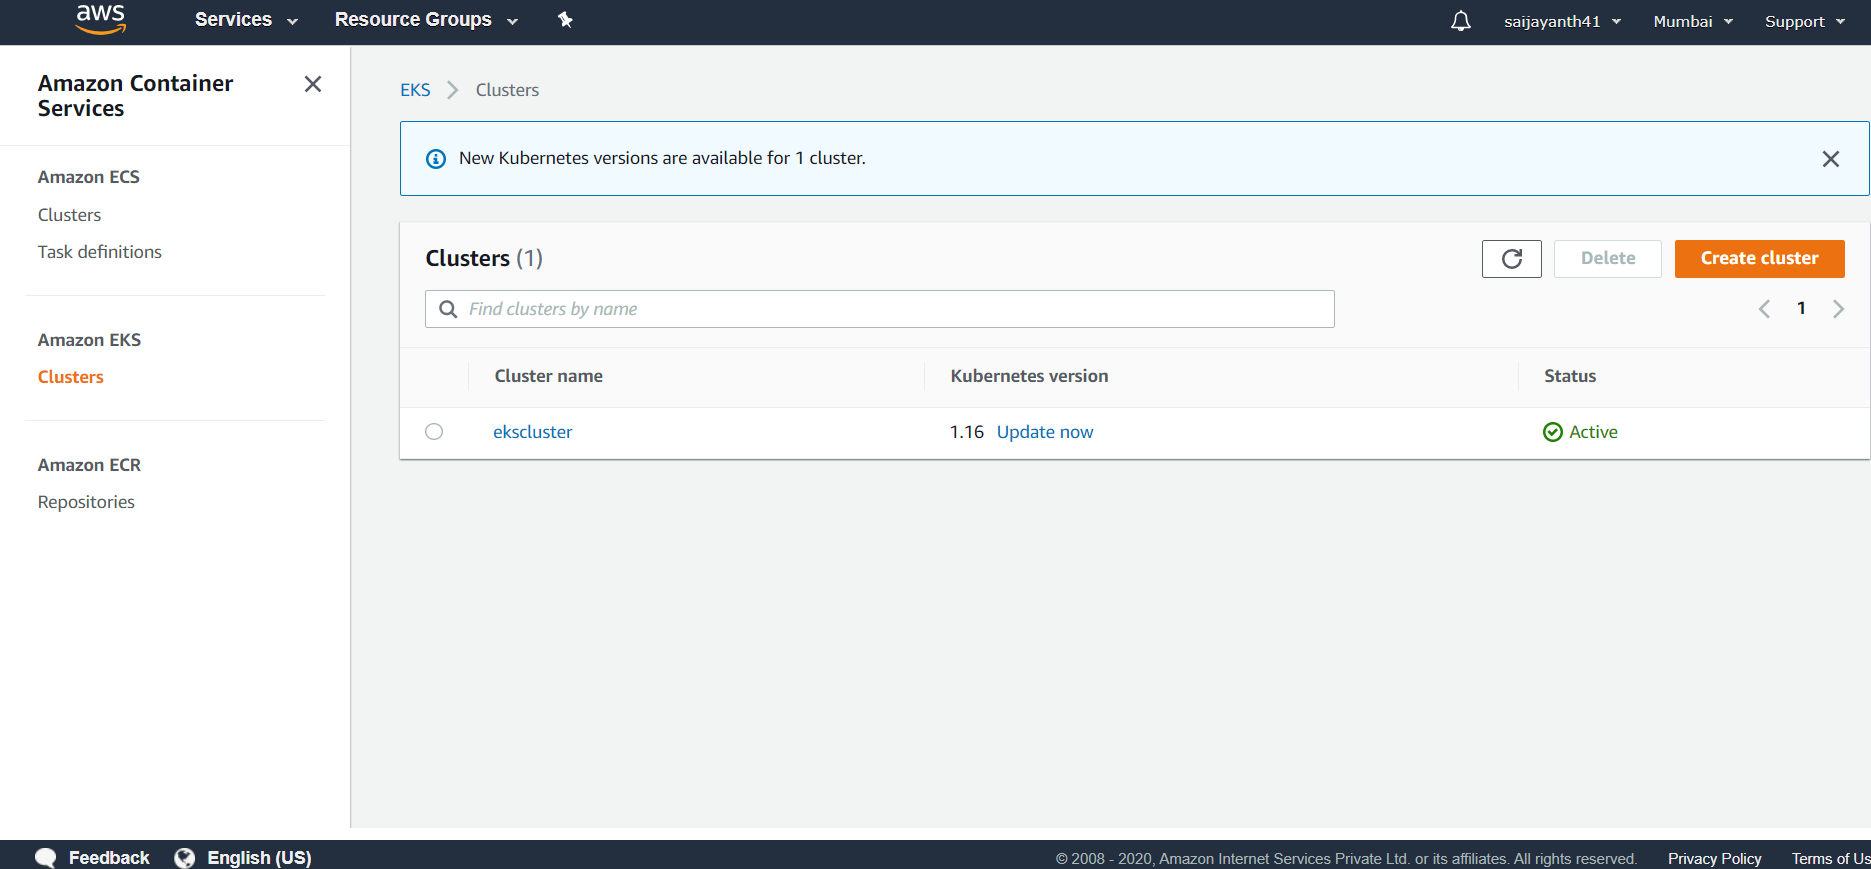 aws
Services
Resource Groups
saijayanth41
Mumbai
Support
Amazon Container
Services
Amazon ECS
Clusters
Task definitions
Amazon EKS
Clusters
Amazon ECR
Repositories
EKS
Clusters
New Kubernetes versions are available for 1 cluster.
Clusters (1)
Delete
Create cluster
Find clusters by name
1
Cluster name
Kubernetes version
Status
ekscluster
1.16 Update now
Active
Feedback
English (US)
© 2008 - 2020, Amazon Internet Services Private Ltd. or its affiliates. All rights reserved.
Privacy Policy
Terms of Us